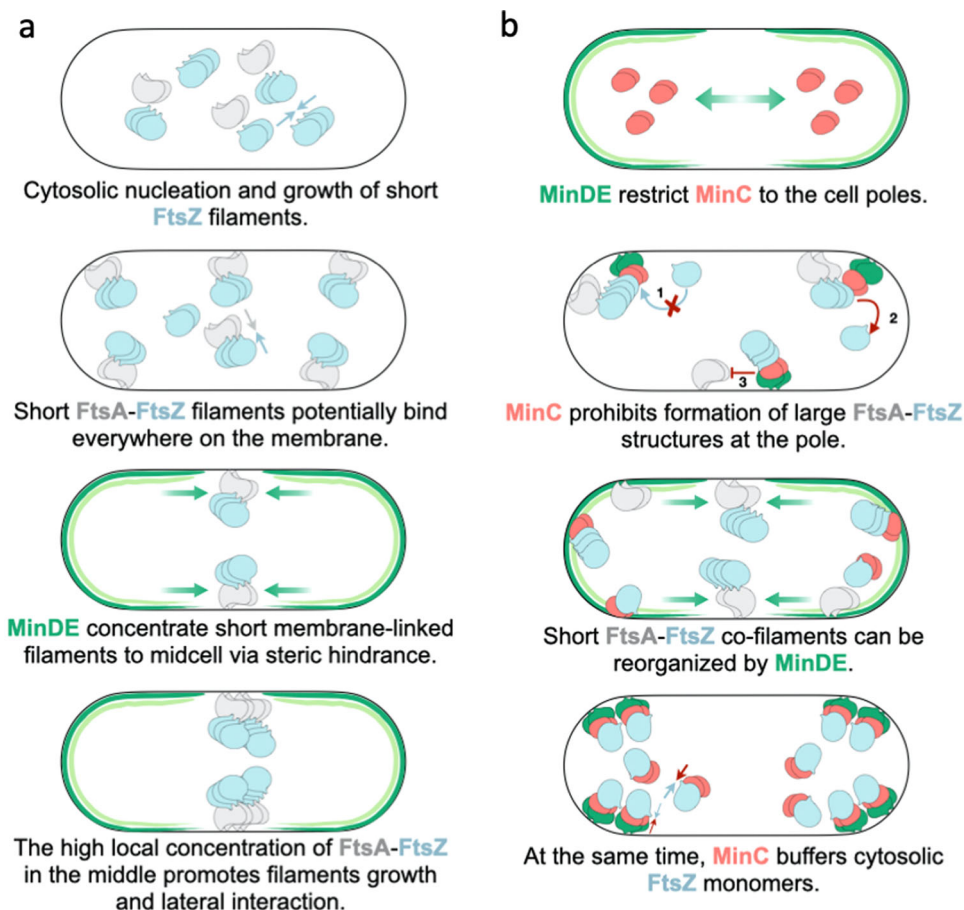 a
Cytosolic nucleation and growth of short
FtsZ filaments.
Short FtsA-FtsZ filaments potentially bind
everywhere on the membrane.
MinDE concentrate short membrane-linked
filaments to midcell via steric hindrance.
The high local concentration of FtsA-FtsZ
in the middle promotes filaments growth
and lateral interaction.
b
MinDE restrict MinC to the cell poles.
1
2
3
MinC prohibits formation of large FtsA-FtsZ
structures at the pole.
Short FtsA-FtsZ co-filaments can be
reorganized by MinDE.
At the same time, MinC buffers cytosolic
FtsZ monomers.